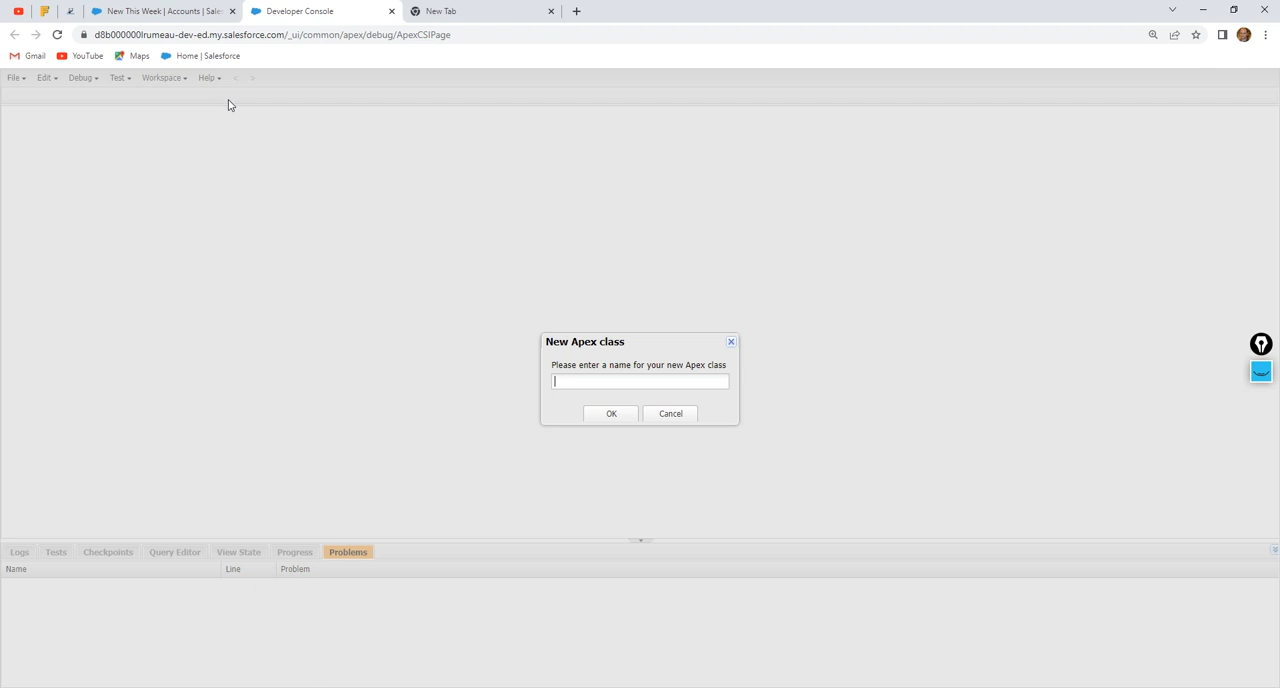 New This Week | Accounts | Sales
Developer Console
New Tab
d8b000000lrumeau-dev-ed.my.salesforce.com/_ui/common/apex/debug/ApexCSIPage
Gmail
YouTube
Maps
Home | Salesforce
File
Edit
Debug
Test
Workspace
Help
<
>
New Apex class
Please enter a name for your new Apex class
OK
Cancel
Logs
Tests
Checkpoints
Query Editor
View State
Progress
Problems
Name
Line
Problem